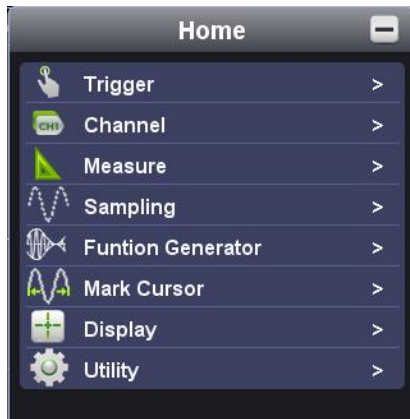 Home
Trigger >
CH1 Channel >
Measure >
Sampling >
Funtion Generator >
Mark Cursor >
Display >
Utility >